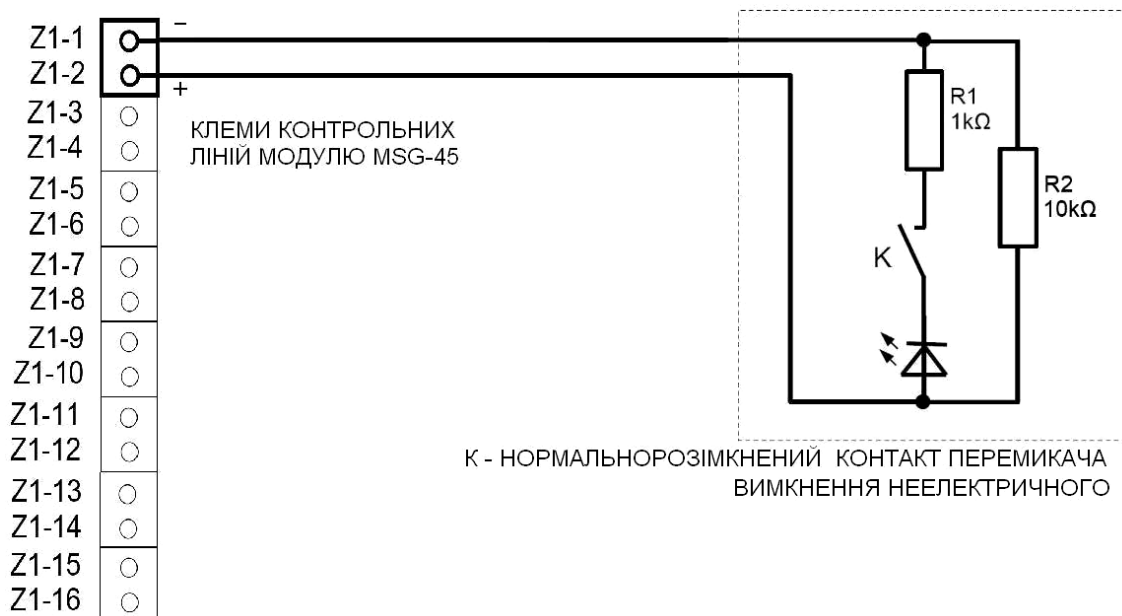 Z1-1
−
Z1-2
+
Z1-3
Z1-4
Z1-5
Z1-6
Z1-7
Z1-8
Z1-9
Z1-10
Z1-11
Z1-12
Z1-13
Z1-14
Z1-15
Z1-16
КЛЕМИ КОНТРОЛЬНИХ
ЛІНІЙ МОДУЛЮ MSG-45
R1
1kΩ
R2
10kΩ
K
К - НОРМАЛЬНОРОЗІМКНЕНИЙ КОНТАКТ ПЕРЕМИКАЧА
ВИМКНЕННЯ НЕЕЛЕКТРИЧНОГО